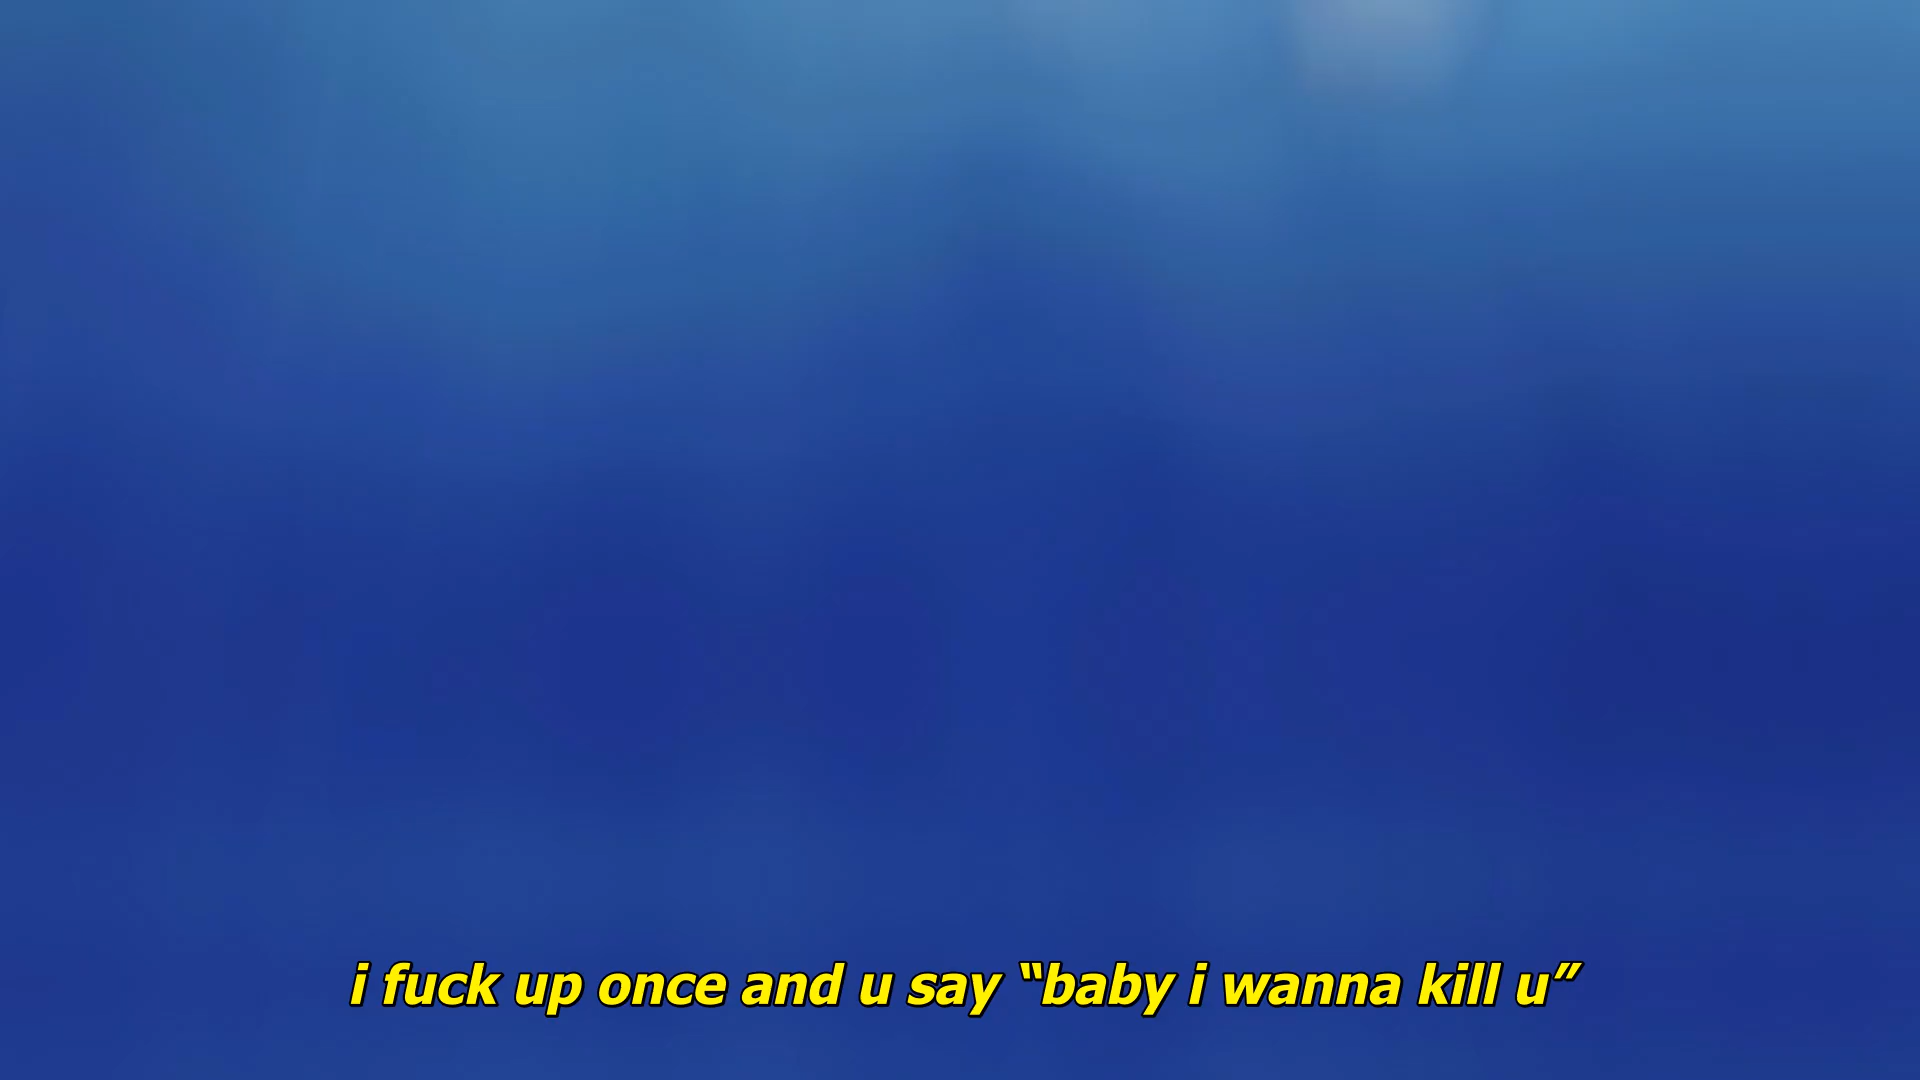 i fuck up once and u say “baby i wanna kill u”